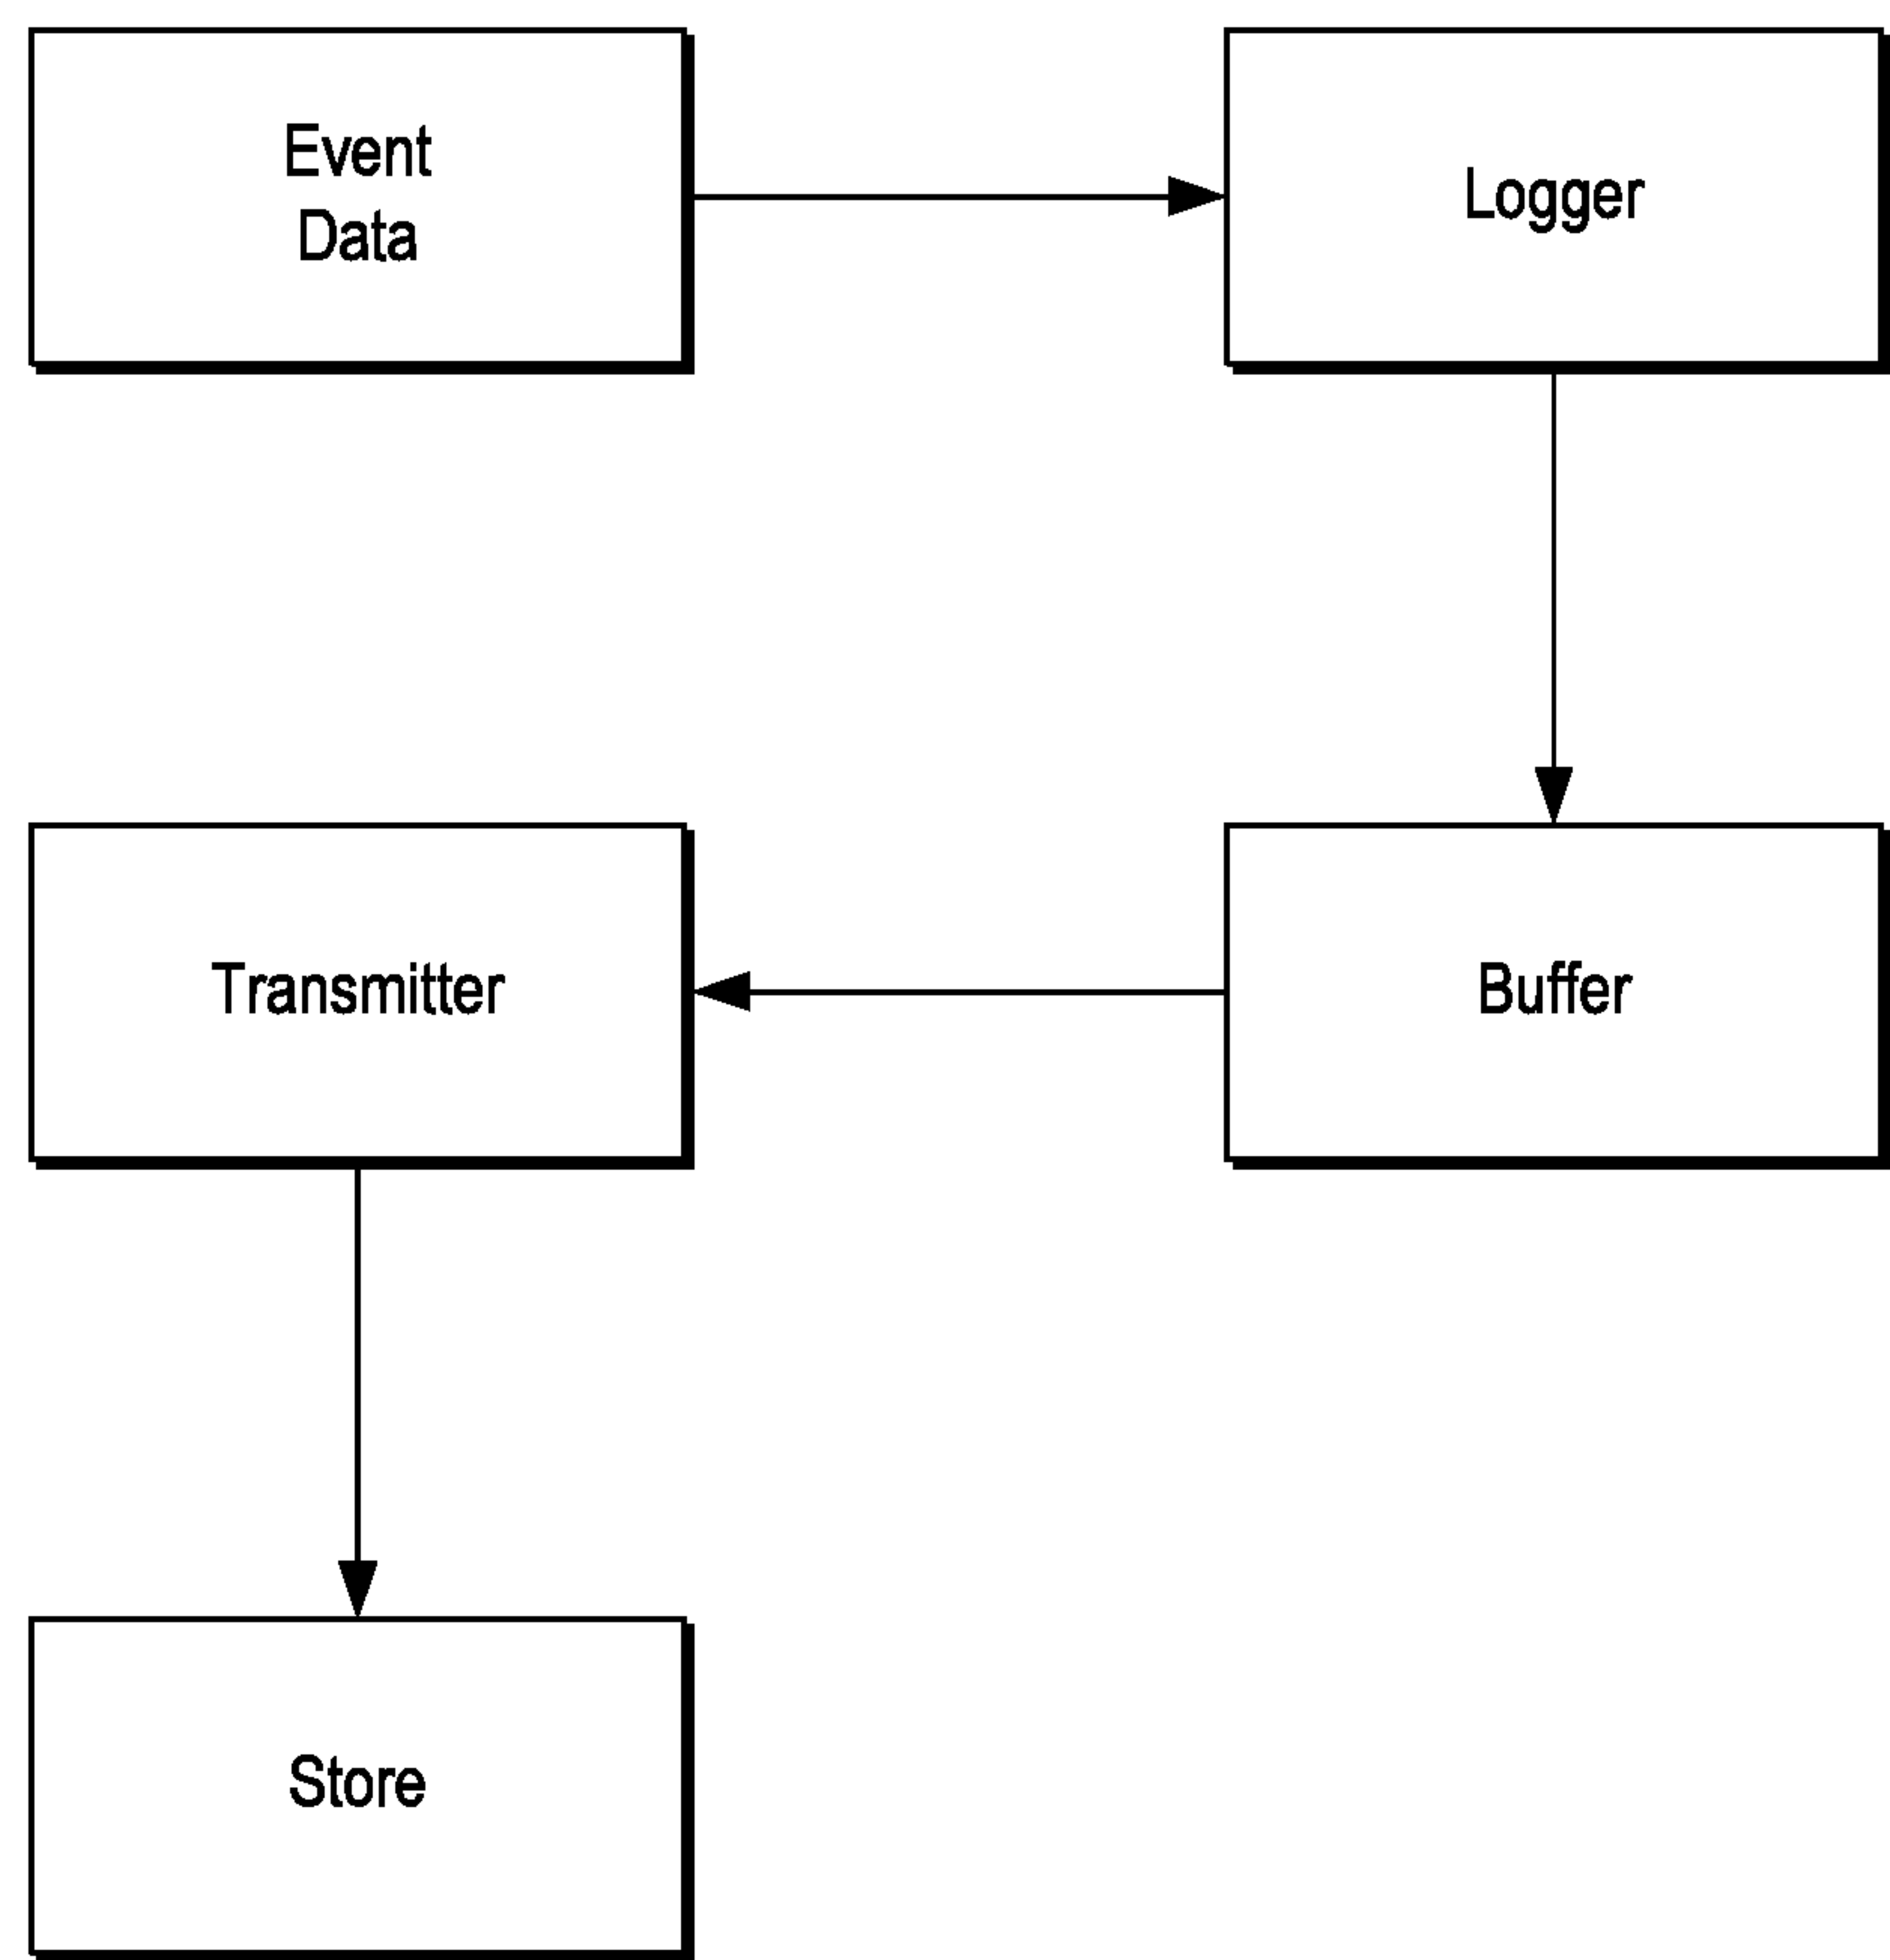 Event
Data
Logger
Buffer
Transmitter
Store